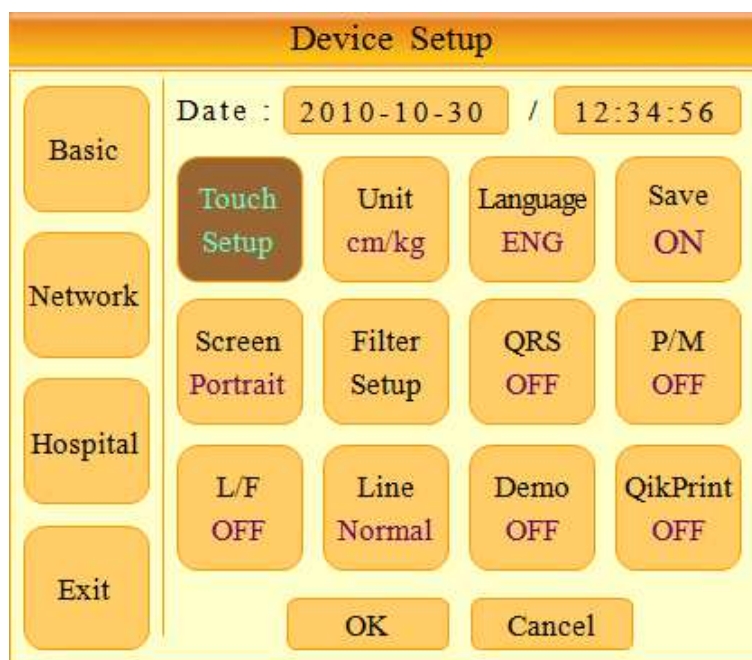 Device Setup
Date : 2010-10-30 / 12:34:56
Basic
Network
Hospital
Exit
Touch
Setup
Unit
cm/kg
Language
ENG
Save
ON
Screen
Portrait
Filter
Setup
QRS
OFF
P/M
OFF
L/F
OFF
Line
Normal
Demo
OFF
QikPrint
OFF
OK
Cancel